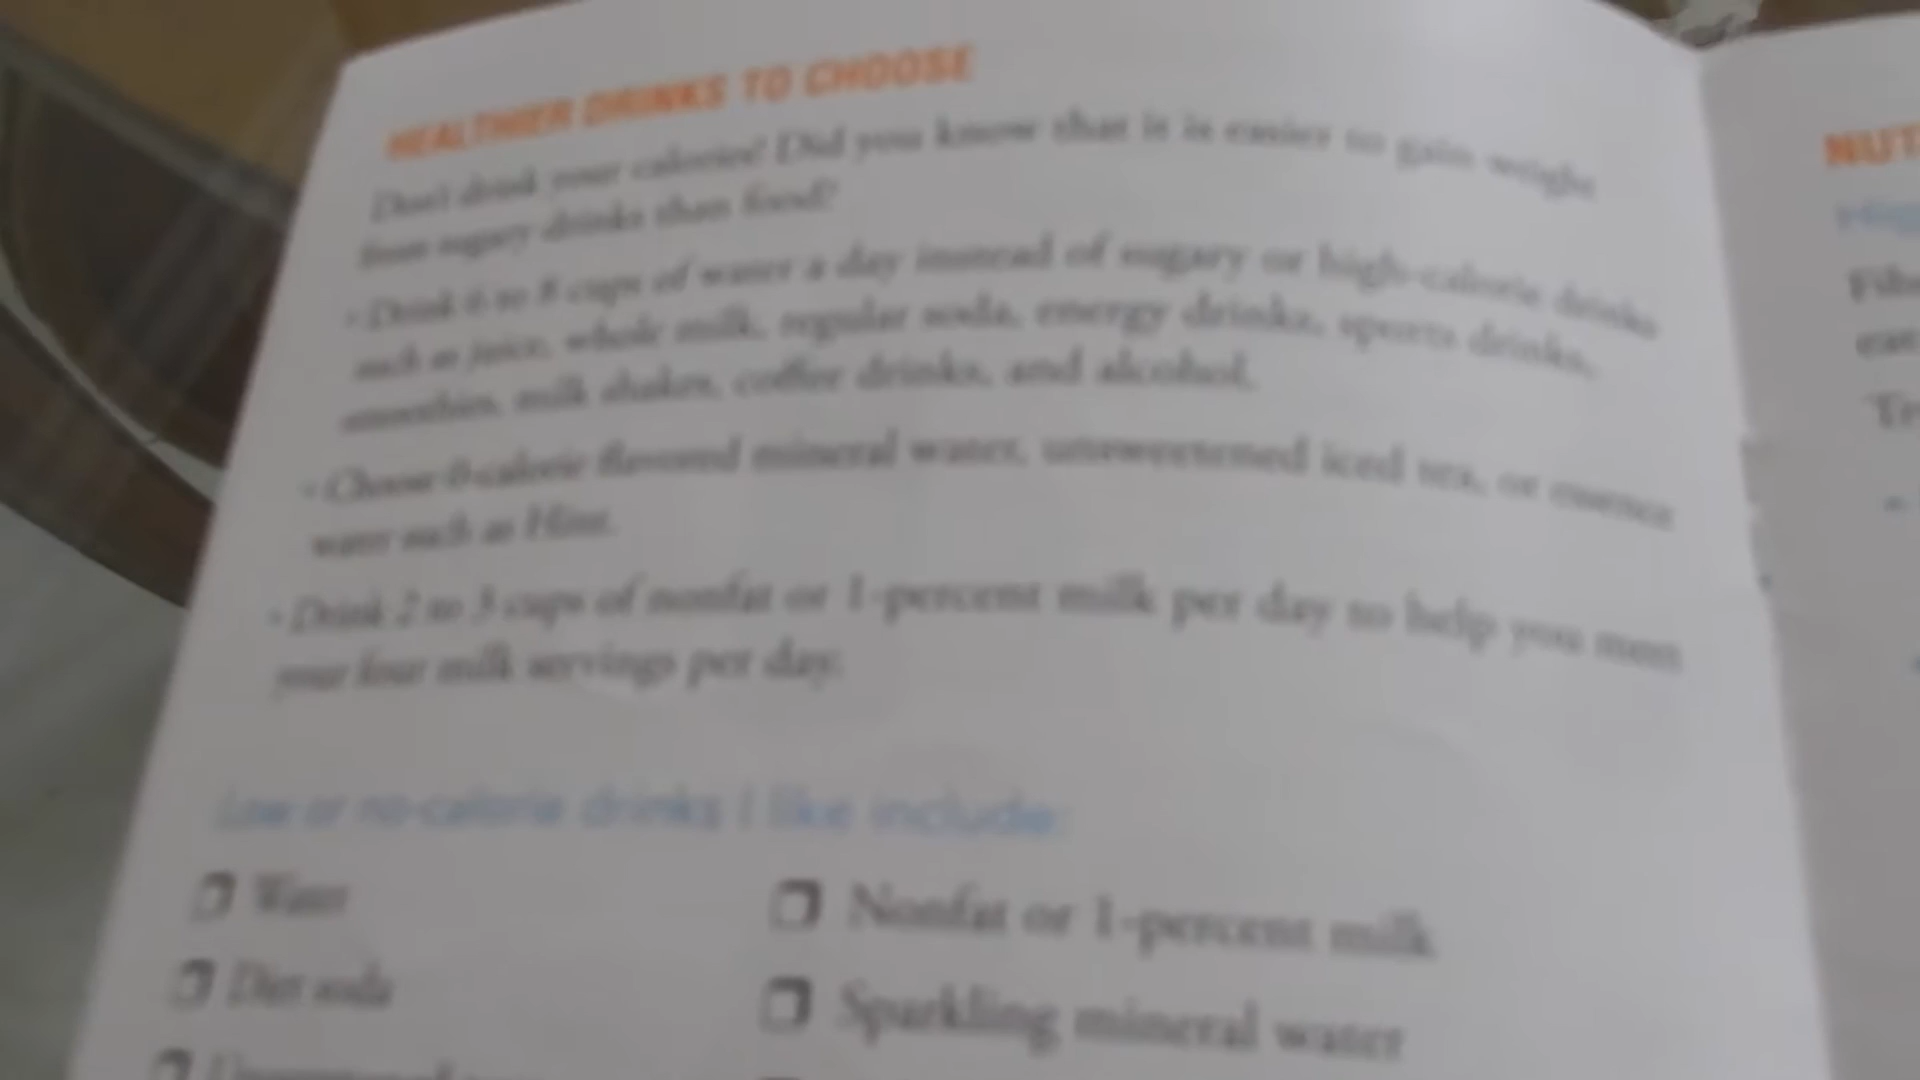 HEALTHIER DRINKS TO CHOOSE
Don't drink your calories! Did you know that it is easier to gain weight
from sugary drinks than food?
• Drink 6 to 8 cups of water a day instead of sugary or high-calorie drinks
such as juice, whole milk, regular soda, energy drinks, sports drinks,
smoothies, milk shakes, coffee drinks, and alcohol.
• Choose 0-calorie flavored mineral water, unsweetened iced tea, or essence
water such as Hint.
• Drink 2 to 3 cups of nonfat or 1-percent milk per day to help you meet
your four milk servings per day.
Low or no-calorie drinks I like include:
Water
Nonfat or 1-percent milk
Diet soda
Sparkling mineral water
NUT